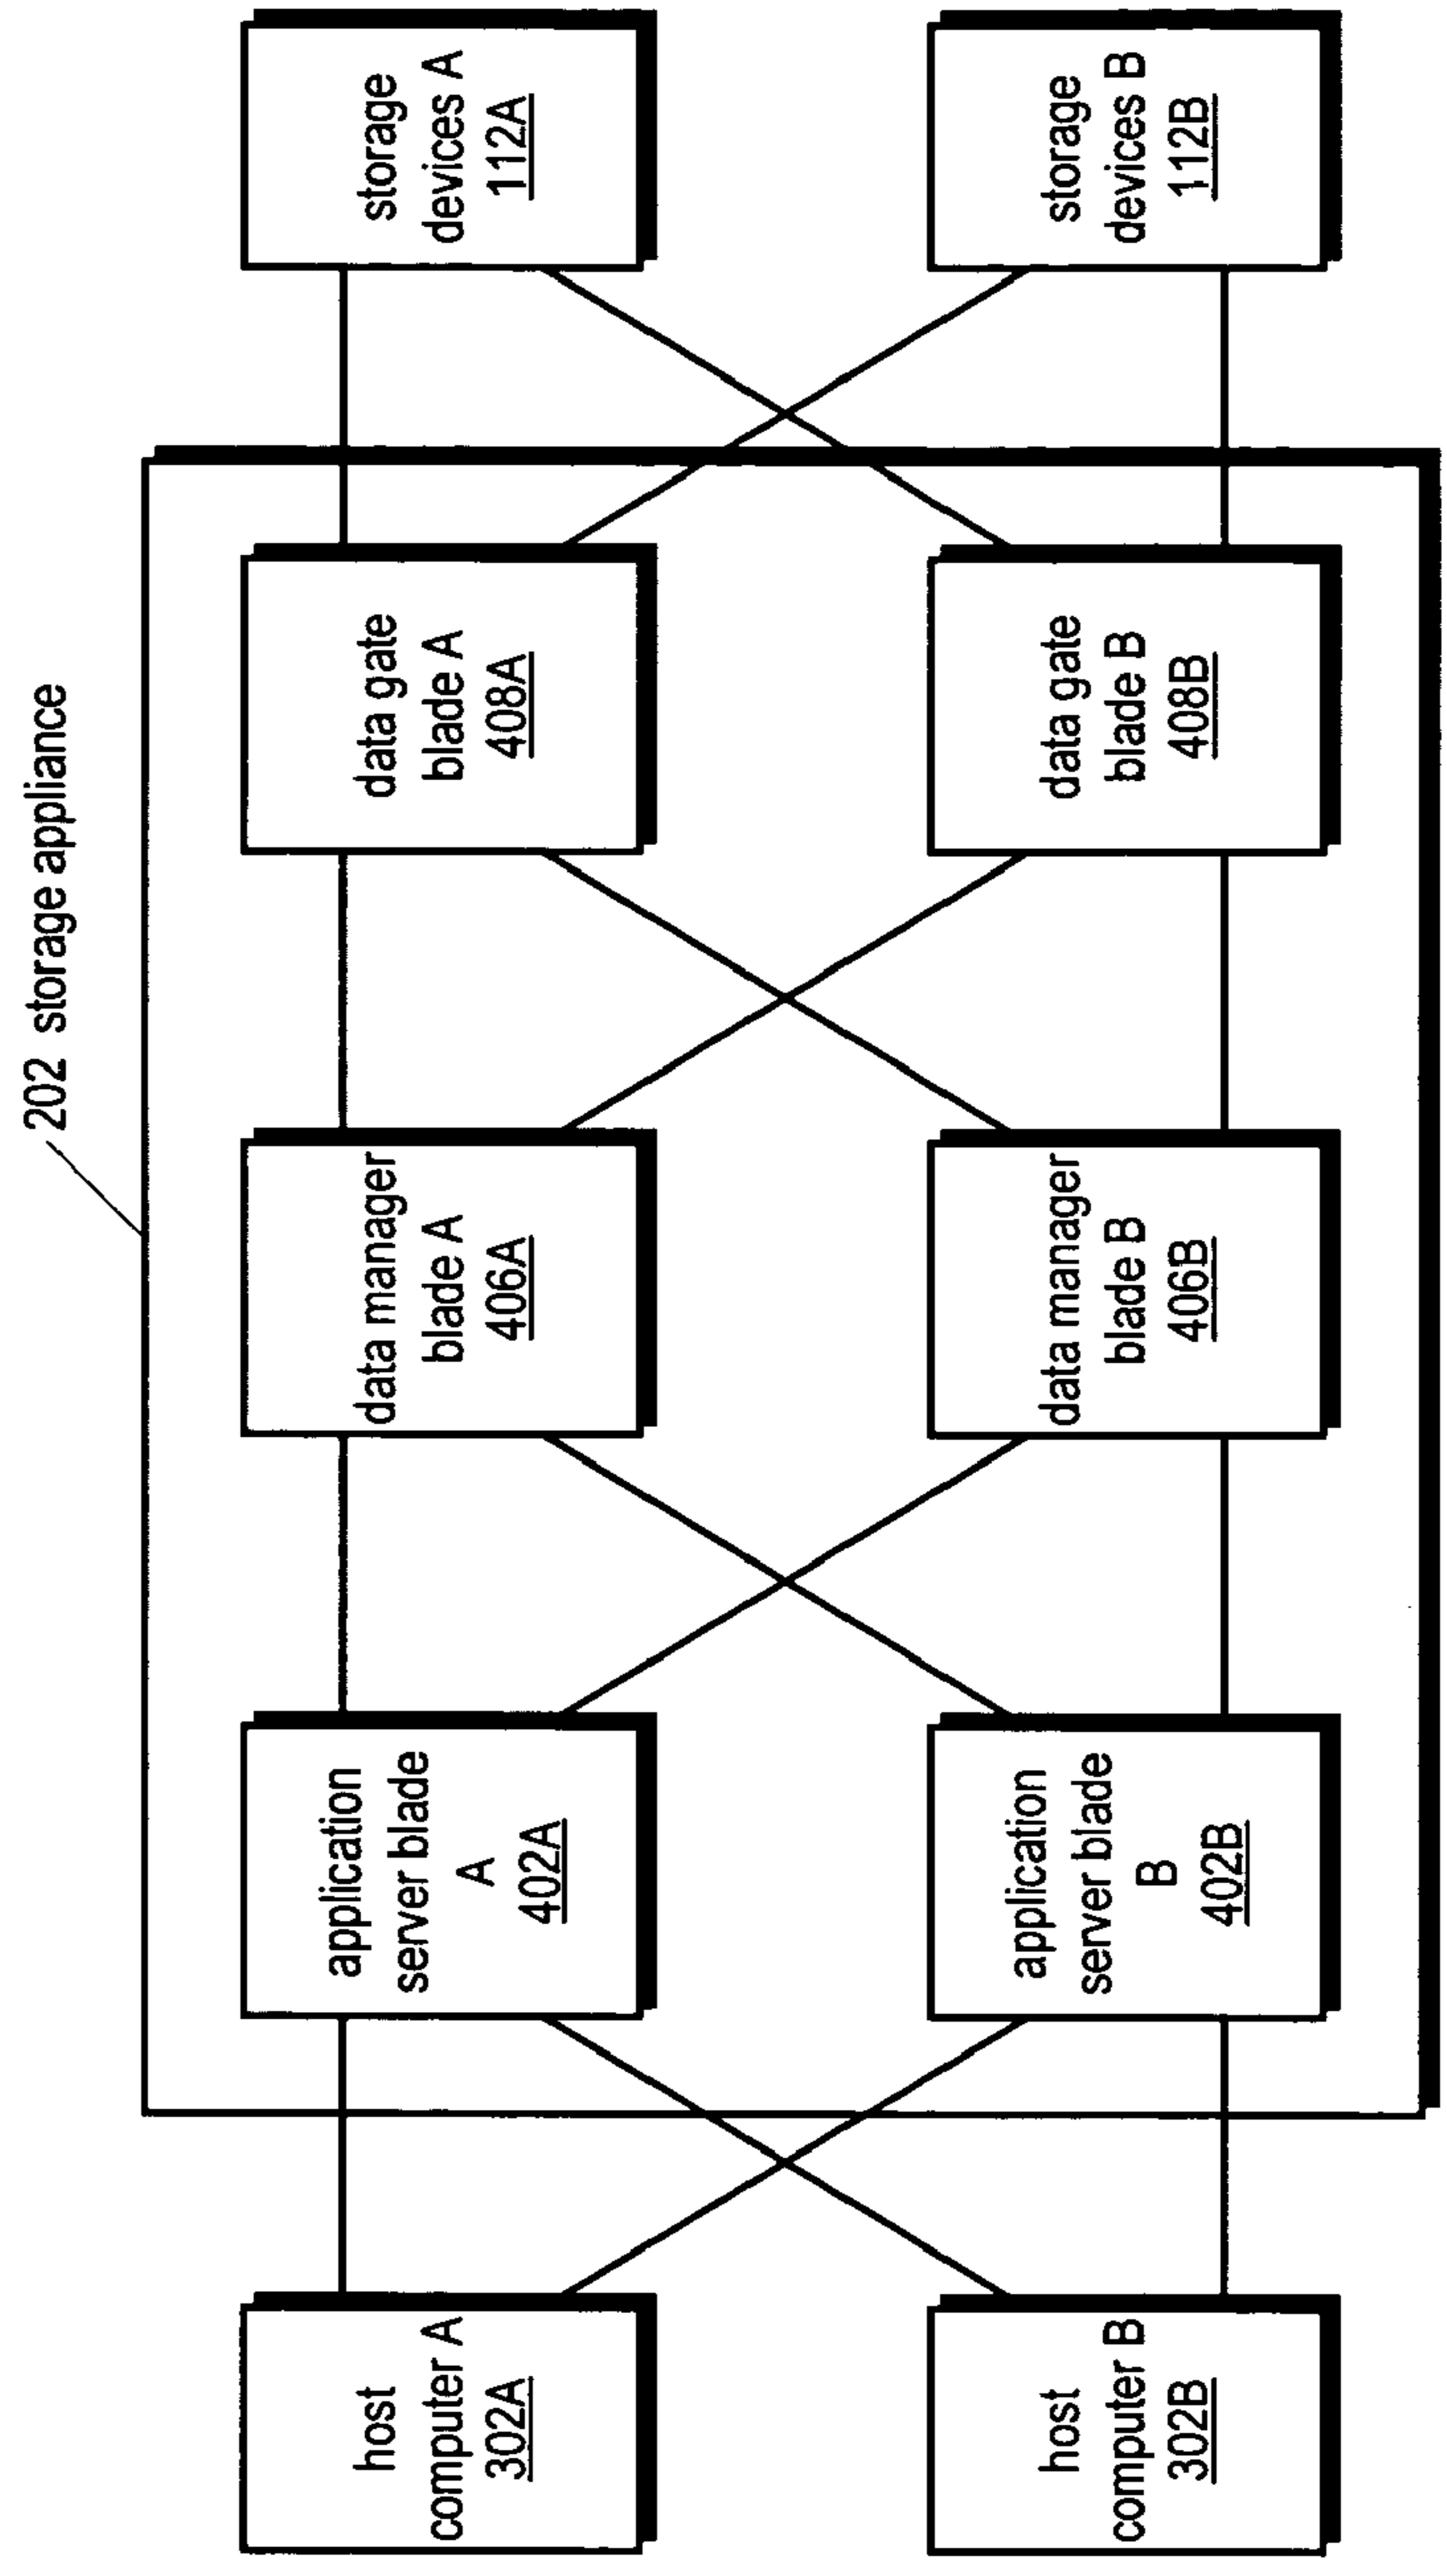 202 storage appliance
host
computer A
302A
application
server blade
A
402A
data manager
blade A
406A
data gate
blade A
408A
storage
devices A
112A
host
computer B
302B
application
server blade
B
402B
data manager
blade B
406B
data gate
blade B
408B
storage
devices B
112B